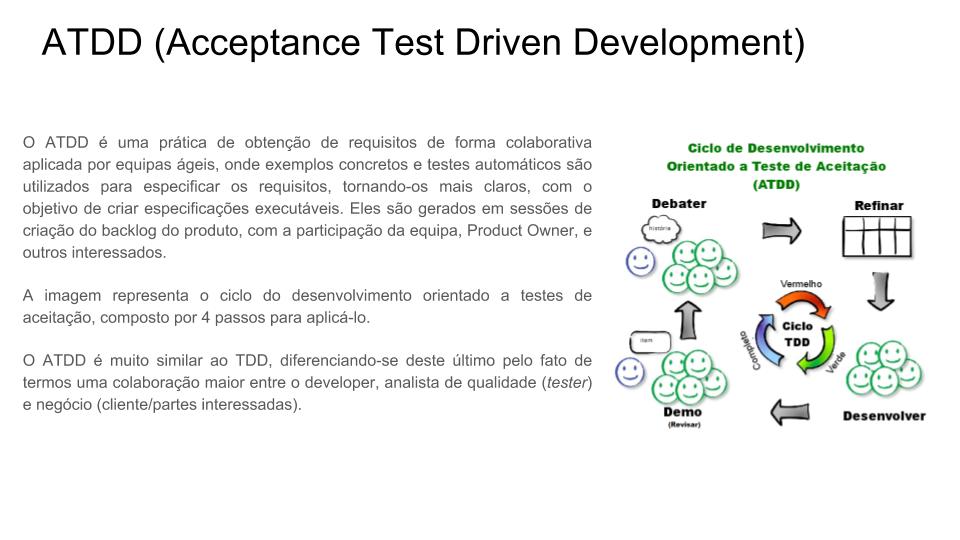 ATDD (Acceptance Test Driven Development)
O ATDD é uma prática de obtenção de requisitos de forma colaborativa
aplicada por equipas ágeis, onde exemplos concretos e testes automáticos são
utilizados para especificar os requisitos, tornando-os mais claros, com o
objetivo de criar especificações executáveis. Eles são gerados em sessões de
criação do backlog do produto, com a participação da equipa, Product Owner, e
outros interessados.
A imagem representa o ciclo do desenvolvimento orientado a testes de
aceitação, composto por 4 passos para aplicá-lo.
O ATDD é muito similar ao TDD, diferenciando-se deste último pelo fato de
termos uma colaboração maior entre o developer, analista de qualidade (tester)
e negócio (cliente/partes interessadas).
Ciclo de Desenvolvimento
Orientado a Teste de Aceitação
(ATDD)
Debater
Refinar
história
Vermelho
Ciclo
TDD
Completo
Verde
item
Demo
(Revisar)
Desenvolver